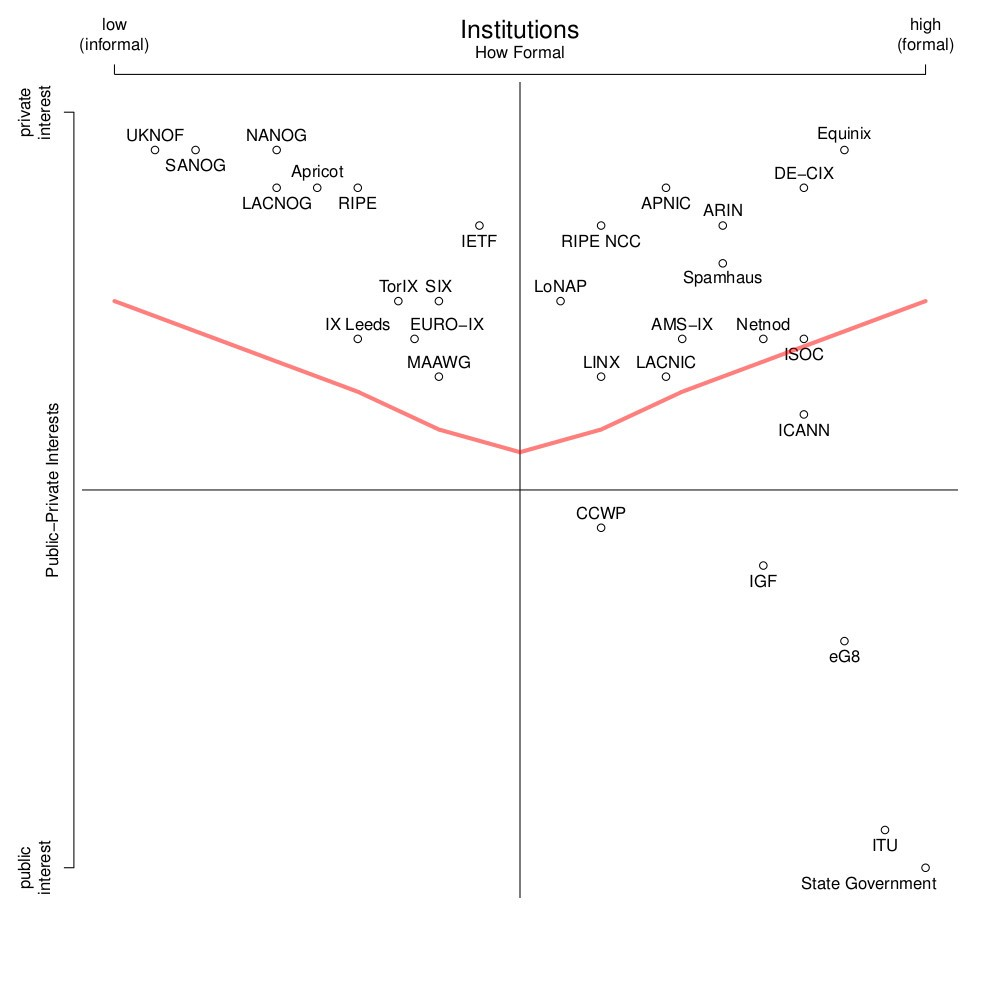 low
(informal)
Institutions
How Formal
high
(formal)
private
interest
Public−Private Interests
public
interest
UKNOF
SANOG
NANOG
Apricot
LACNOG
RIPE
IETF
TorIX
SIX
IX Leeds
EURO−IX
MAAWG
Equinix
DE−CIX
APNIC
ARIN
RIPE NCC
Spamhaus
LoNAP
AMS−IX
Netnod
ISOC
LINX
LACNIC
ICANN
CCWP
IGF
eG8
ITU
State Government